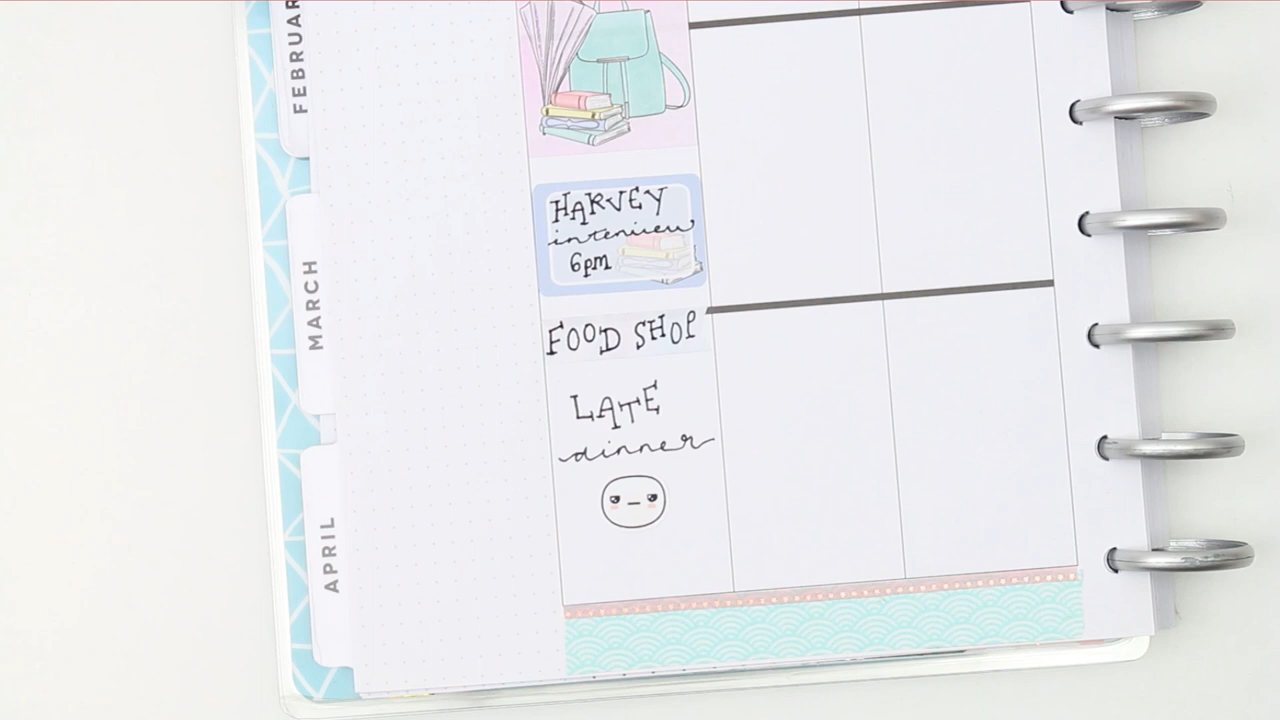 FEBRUAR
MARCH
APRIL
HARVEY
interview
6pm
FOOD SHOP
LATE
dinner